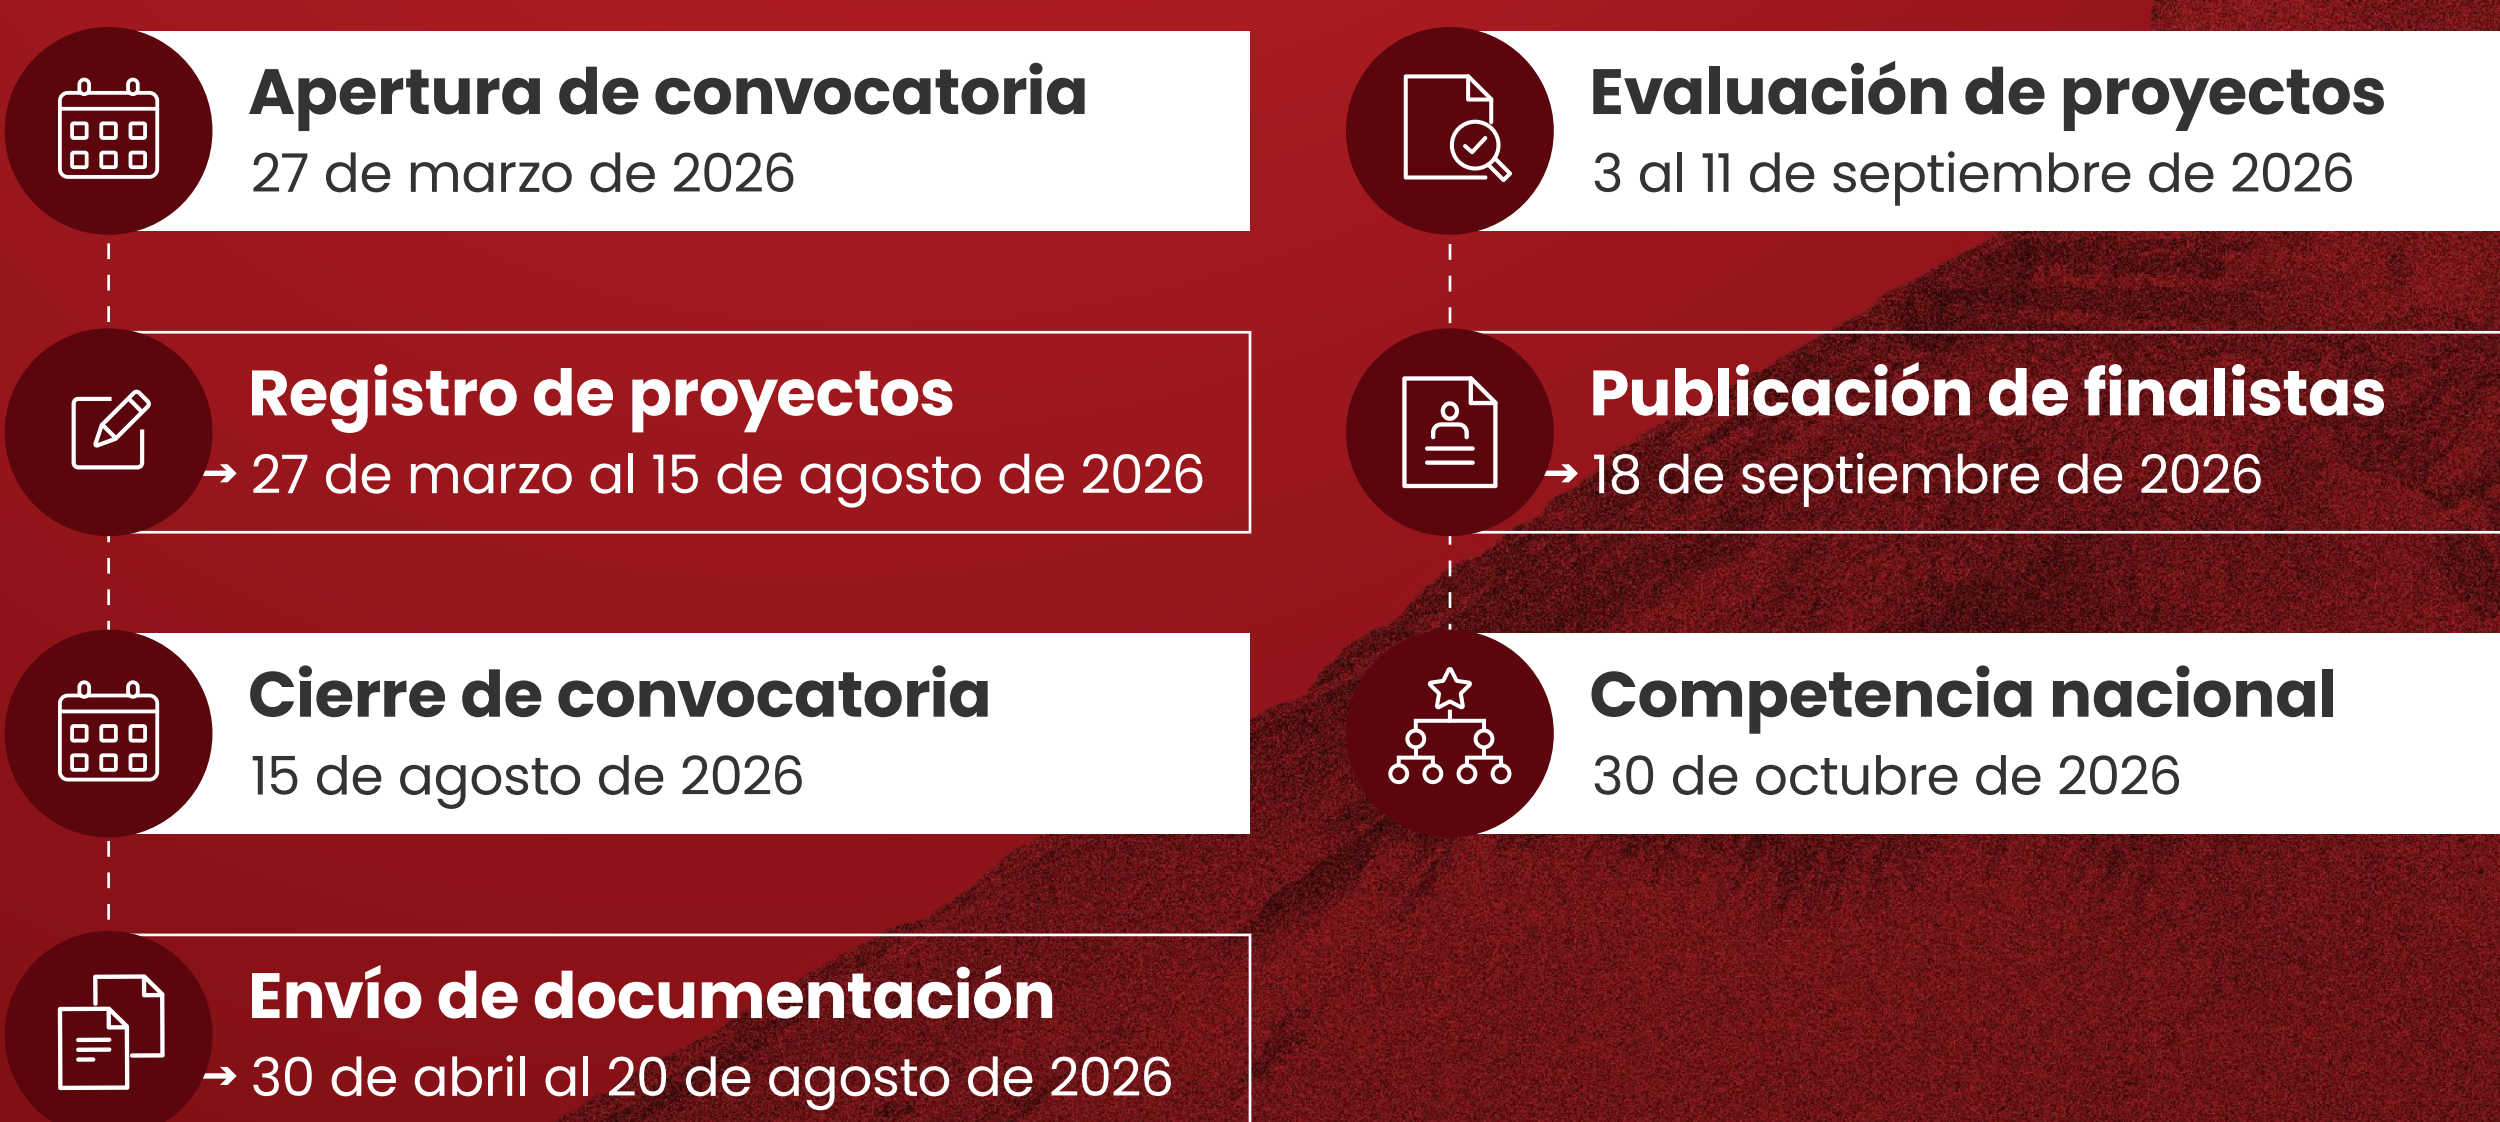 Apertura de convocatoria
27 de marzo de 2026
Registro de proyectos
27 de marzo al 15 de agosto de 2026
Cierre de convocatoria
15 de agosto de 2026
Envío de documentación
30 de abril al 20 de agosto de 2026
Evaluación de proyectos
3 al 11 de septiembre de 2026
Publicación de finalistas
18 de septiembre de 2026
Competencia nacional
30 de octubre de 2026